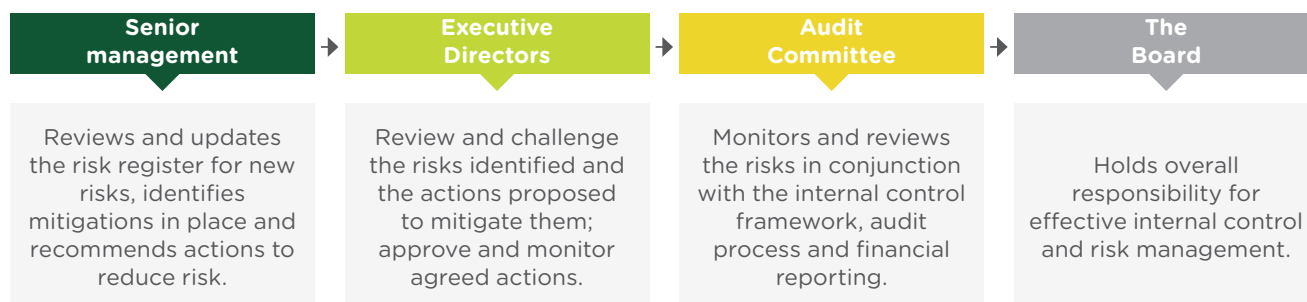 Senior
management
Executive
Directors
Audit
Committee
The
Board
Reviews and updates
the risk register for new
risks, identifies
mitigations in place and
recommends actions to
reduce risk.
Review and challenge
the risks identified and
the actions proposed
to mitigate them;
approve and monitor
agreed actions.
Monitors and reviews
the risks in conjunction
with the internal control
framework, audit
process and financial
reporting.
Holds overall
responsibility for
effective internal control
and risk management.